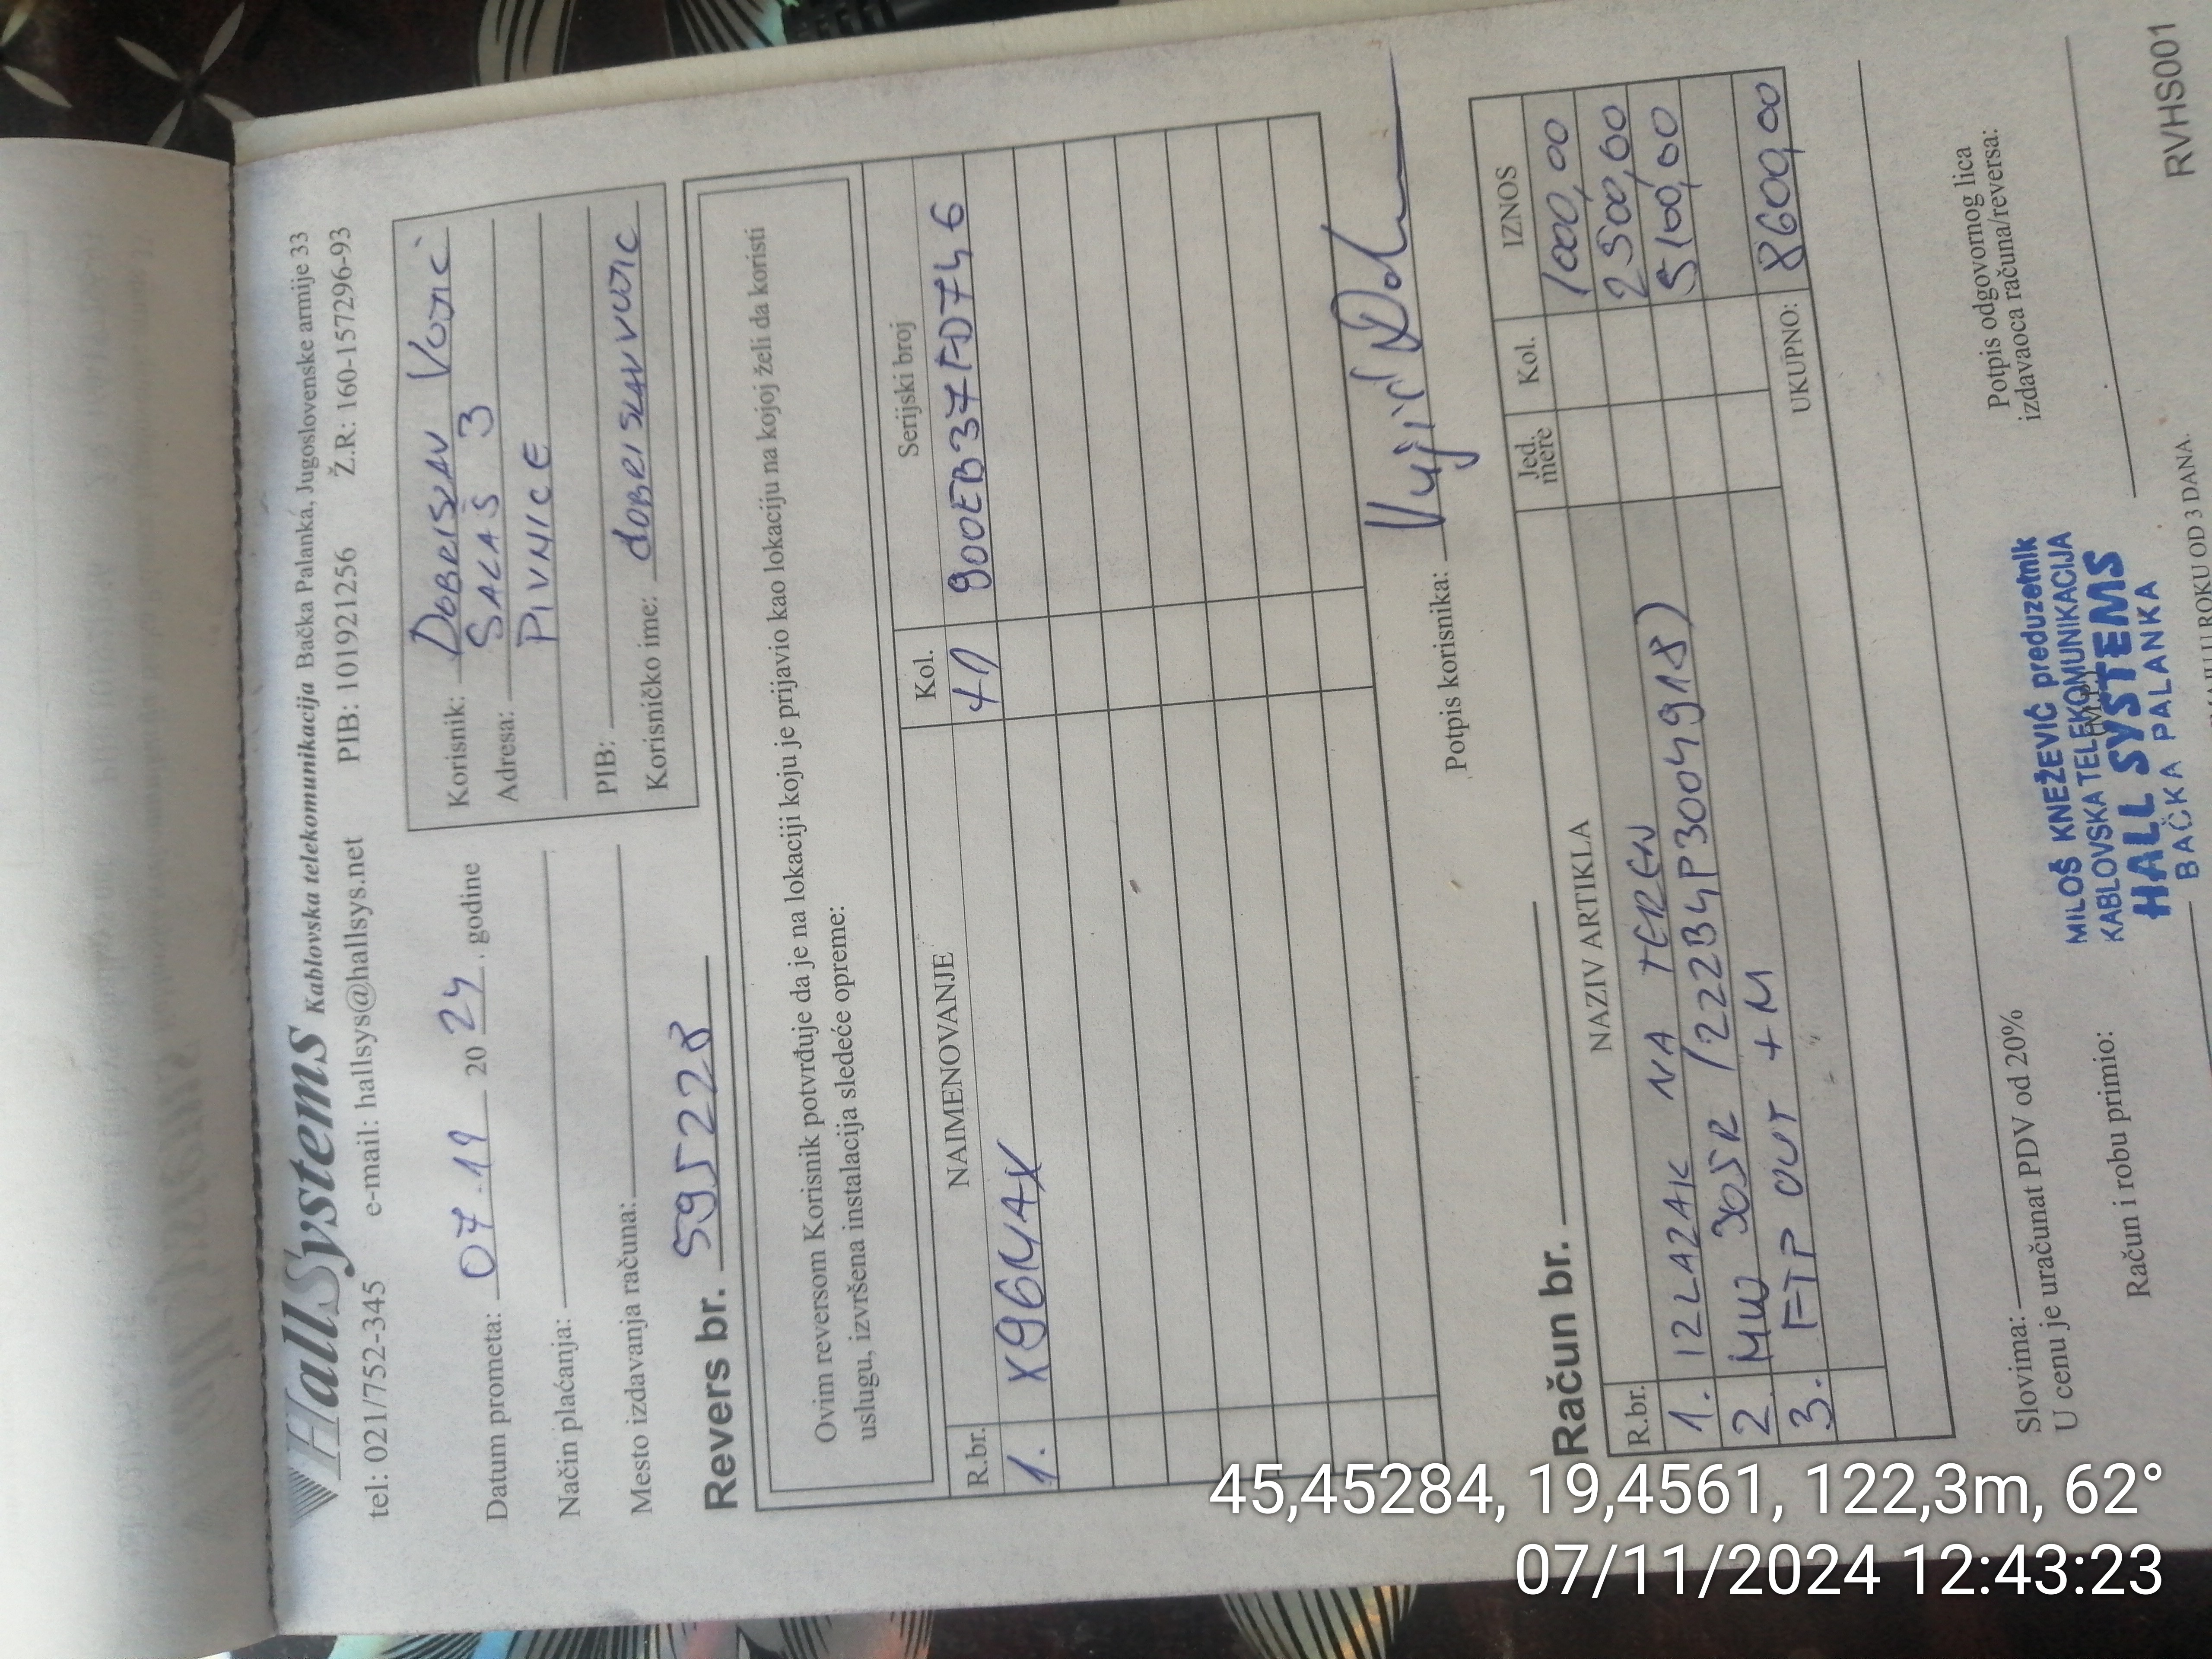 HallSystems Kablovska telekomunikacija Bačka Palanka, Jugoslovenske armije 33
tel: 021/752-345 e-mail: hallsys@hallsys.net PIB: 101921256 Ž.R: 160-157296-93
Datum prometa: 07.11 2024. godine
Način plaćanja:
Mesto izdavanja računa:
Korisnik: DOBRISLAV VUJIĆ
Adresa: SALAŠ 3
PIVNICE
PIB:
Korisničko ime: dOBRISLAVVUJIC
Revers br. 595228
Ovim reversom Korisnik potvrđuje da je na lokaciji koju je prijavio kao lokaciju na kojoj želi da koristi
uslugu, izvršena instalacija sledeće opreme:
R.br. NAIMENOVANJE Kol. Serijski broj
1. X96MAX 900EB37AD746
Potpis korisnika: Vujić
Račun br.
R.br. NAZIV ARTIKLA Jed. mere Kol. IZNOS
1. IZLAZAK NA TEREN 1000,00
2. MW 305R (222B4P3004918) 2500,00
3. FTP OUT +M 5100,00
UKUPNO: 8600,00
Slovima:
U cenu je uračunat PDV od 20%
Potpis odgovornog lica
izdavaoca računa/reversa:
Račun i robu primio:
(M.P.)
MILOŠ KNEŽEVIĆ preduzetnik
KABLOVSKA TELEKOMUNIKACIJA
HALL SYSTEMS
BAČKA PALANKA
U ROKU OD 3 DANA.
RVHS001
45,45284, 19,4561, 122,3m, 62°
07/11/2024 12:43:23